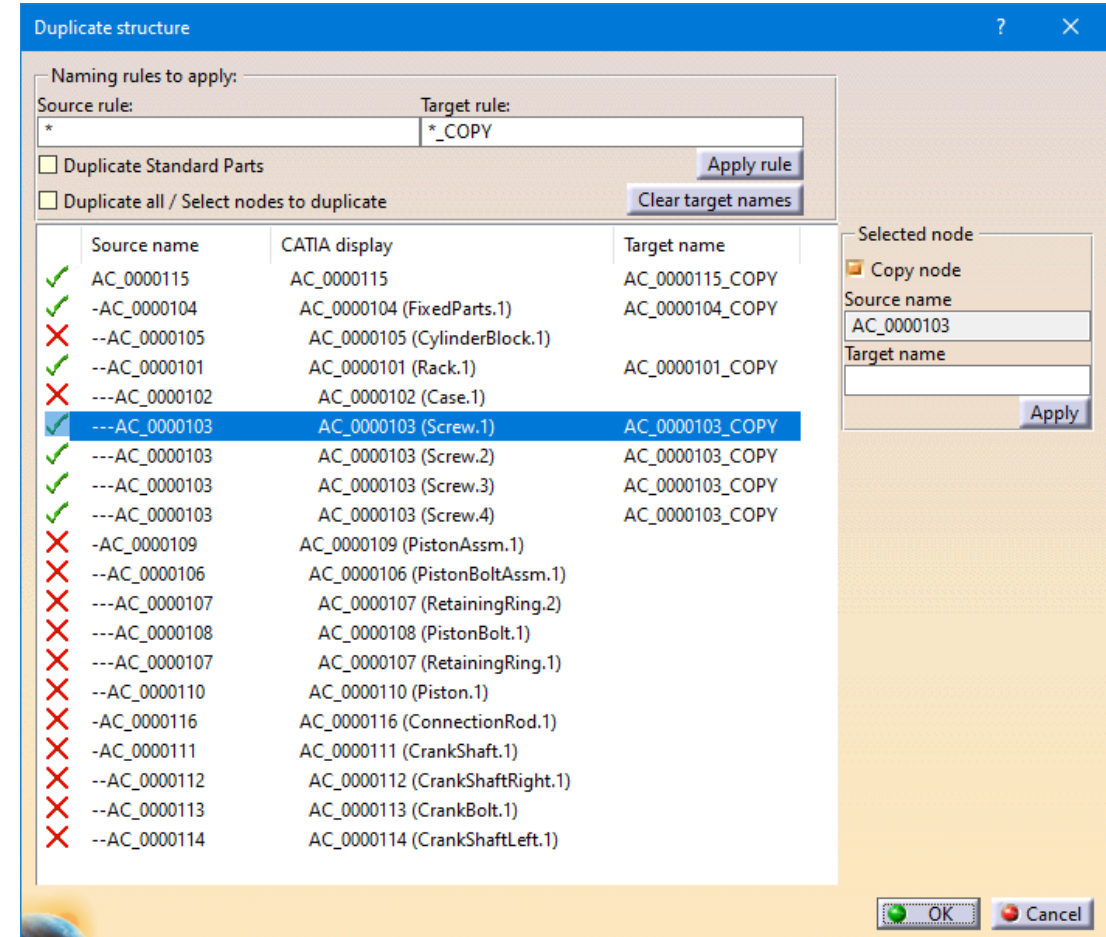 Duplicate structure ? ×
Naming rules to apply:
Source rule: Target rule:
* *_COPY
Duplicate Standard Parts Apply rule
Duplicate all / Select nodes to duplicate Clear target names
Source name CATIA display Target name
AC_0000115 AC_0000115 AC_0000115_COPY
-AC_0000104 AC_0000104 (FixedParts.1) AC_0000104_COPY
--AC_0000105 AC_0000105 (CylinderBlock.1)
--AC_0000101 AC_0000101 (Rack.1) AC_0000101_COPY
---AC_0000102 AC_0000102 (Case.1)
---AC_0000103 AC_0000103 (Screw.1) AC_0000103_COPY
---AC_0000103 AC_0000103 (Screw.2) AC_0000103_COPY
---AC_0000103 AC_0000103 (Screw.3) AC_0000103_COPY
---AC_0000103 AC_0000103 (Screw.4) AC_0000103_COPY
-AC_0000109 AC_0000109 (PistonAssm.1)
--AC_0000106 AC_0000106 (PistonBoltAssm.1)
---AC_0000107 AC_0000107 (RetainingRing.2)
---AC_0000108 AC_0000108 (PistonBolt.1)
---AC_0000107 AC_0000107 (RetainingRing.1)
--AC_0000110 AC_0000110 (Piston.1)
-AC_0000116 AC_0000116 (ConnectionRod.1)
-AC_0000111 AC_0000111 (CrankShaft.1)
--AC_0000112 AC_0000112 (CrankShaftRight.1)
--AC_0000113 AC_0000113 (CrankBolt.1)
--AC_0000114 AC_0000114 (CrankShaftLeft.1)
Selected node
Copy node
Source name
AC_0000103
Target name
Apply
OK Cancel